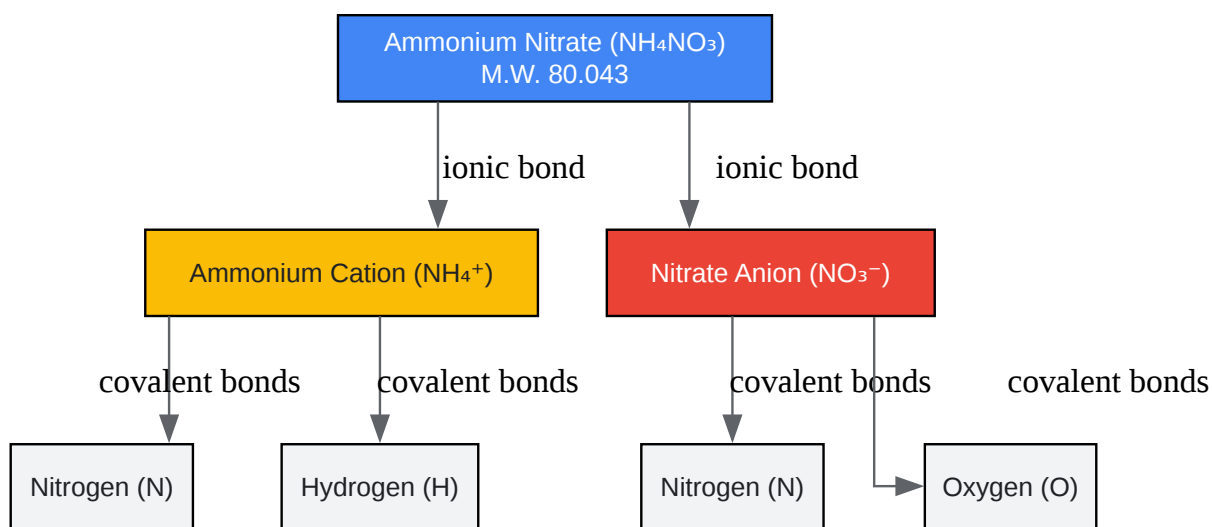 Ammonium Nitrate (NH₄NO₃)
M.W. 80.043
ionic bond
ionic bond
Ammonium Cation (NH₄⁺)
Nitrate Anion (NO₃⁻)
covalent bonds
covalent bonds
covalent bonds
covalent bonds
Nitrogen (N)
Hydrogen (H)
Nitrogen (N)
Oxygen (O)